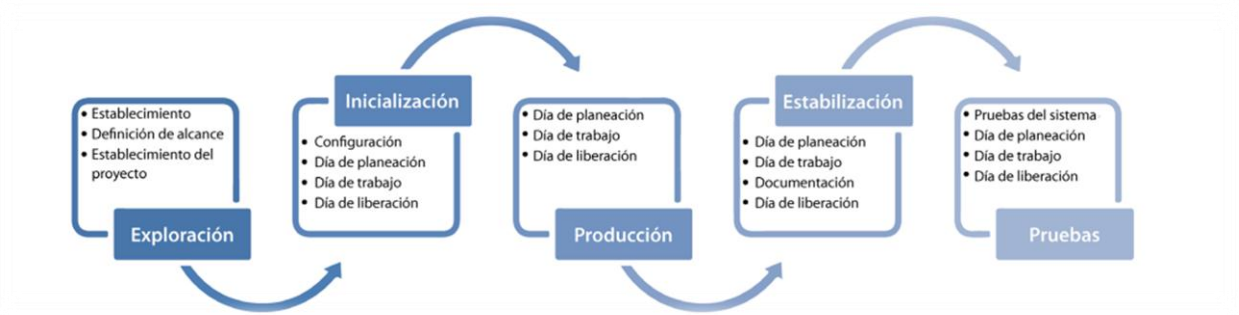 • Establecimiento
• Definición de alcance
• Establecimiento del
proyecto
Exploración
Inicialización
• Configuración
• Día de planeación
• Día de trabajo
• Día de liberación
• Día de planeación
• Día de trabajo
• Día de liberación
Producción
Estabilización
• Día de planeación
• Día de trabajo
• Documentación
• Día de liberación
• Pruebas del sistema
• Día de planeación
• Día de trabajo
• Día de liberación
Pruebas